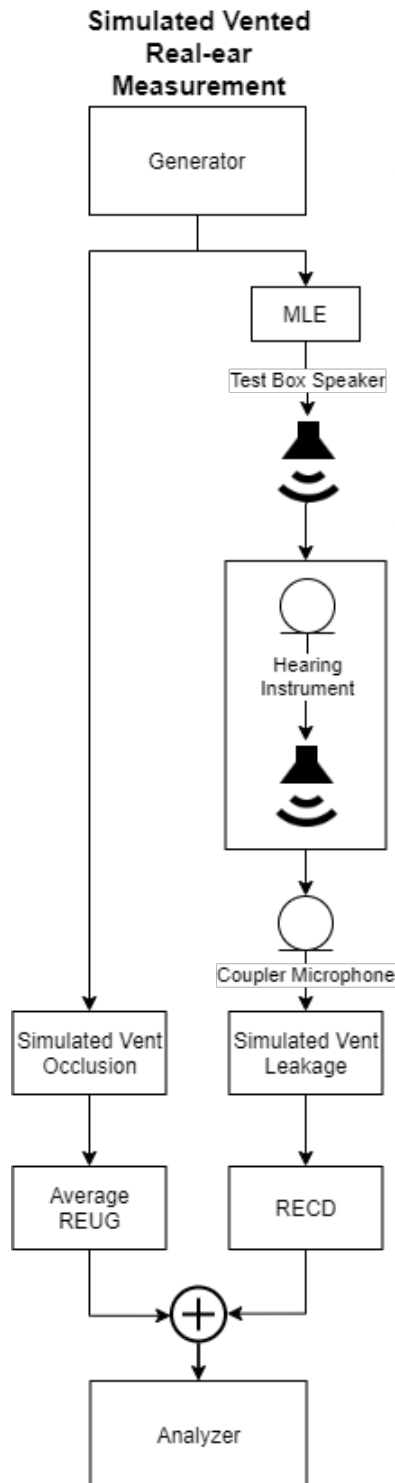 Simulated Vented
Real-ear
Measurement
Generator
MLE
Test Box Speaker
Hearing
Instrument
Coupler Microphone
Simulated Vent
Occlusion
Simulated Vent
Leakage
Average
REUG
RECD
Analyzer